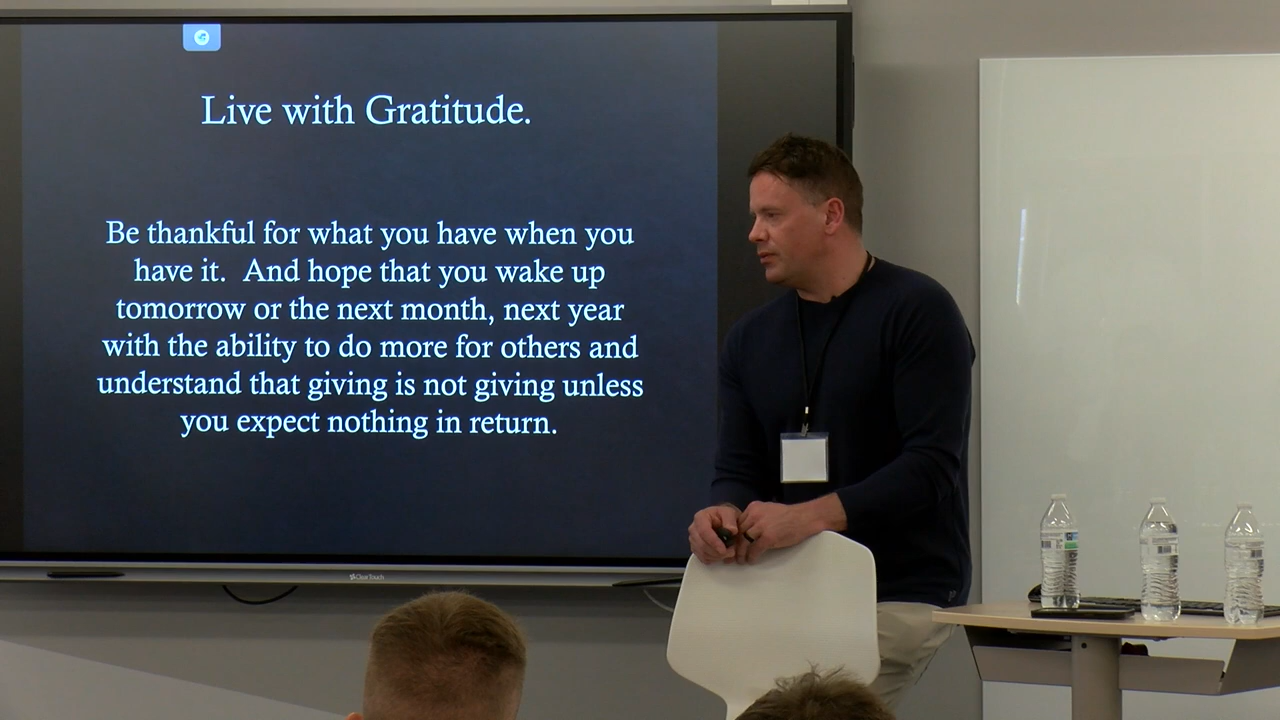 Live with Gratitude.
Be thankful for what you have when you
have it.  And hope that you wake up
tomorrow or the next month, next year
with the ability to do more for others and
understand that giving is not giving unless
you expect nothing in return.
ClearTouch